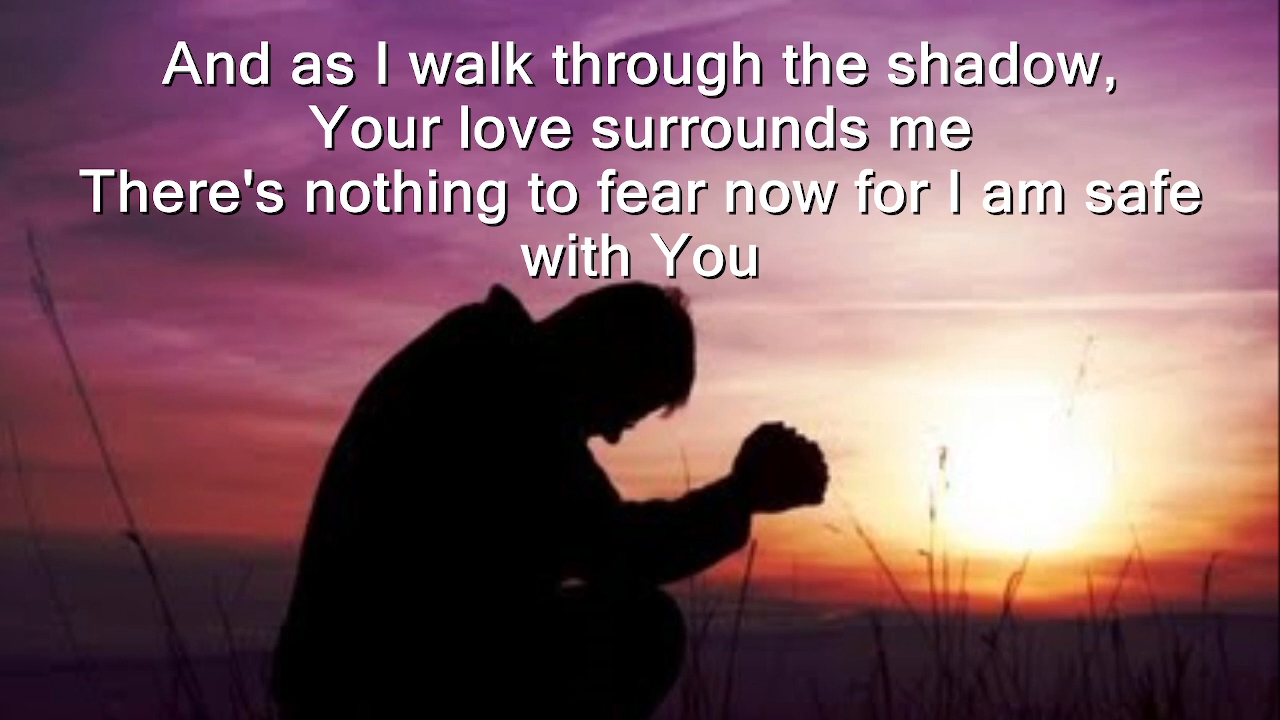 And as I walk through the shadow,
Your love surrounds me
There's nothing to fear now for I am safe
with You